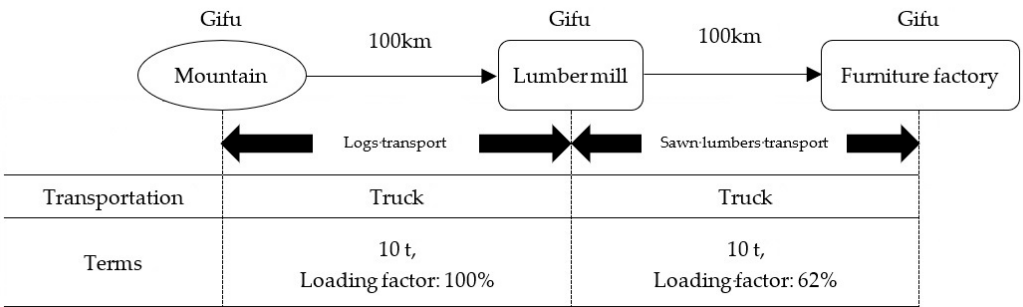 Gifu
Gifu
Gifu
100km
100km
Mountain
Lumber mill
Furniture factory
Logs transport
Sawn lumbers transport
Transportation
Truck
Truck
Terms
10 t,
Loading factor: 100%
10 t,
Loading factor: 62%